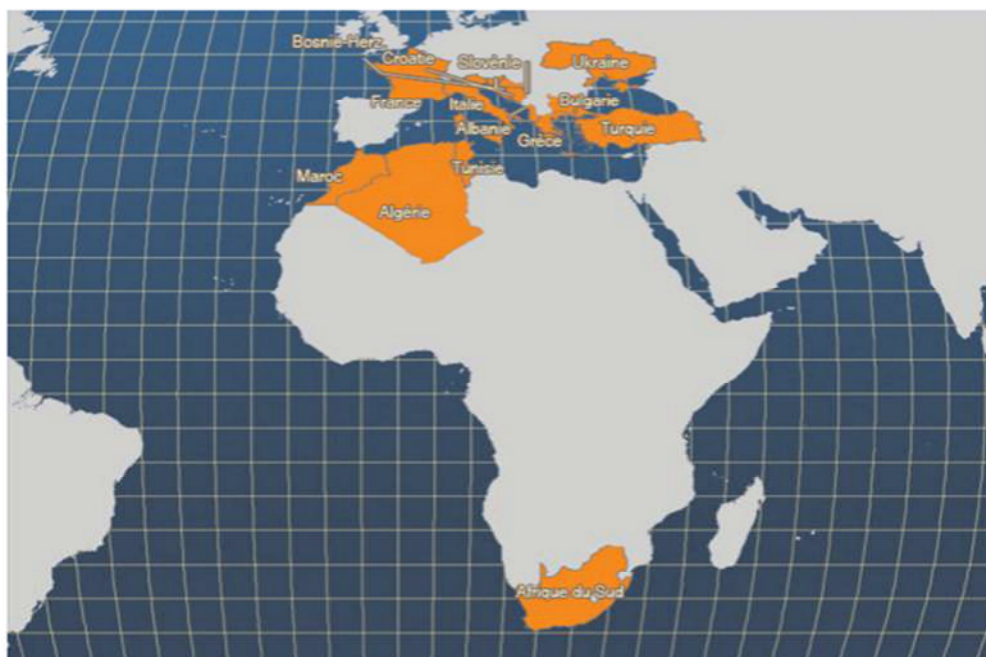 Bosnie-Herz.
Croatie
Slovénie
Ukraine
France
Italie
Bulgarie
Albanie
Grèce
Turquie
Maroc
Tunisie
Algérie
Afrique du Sud